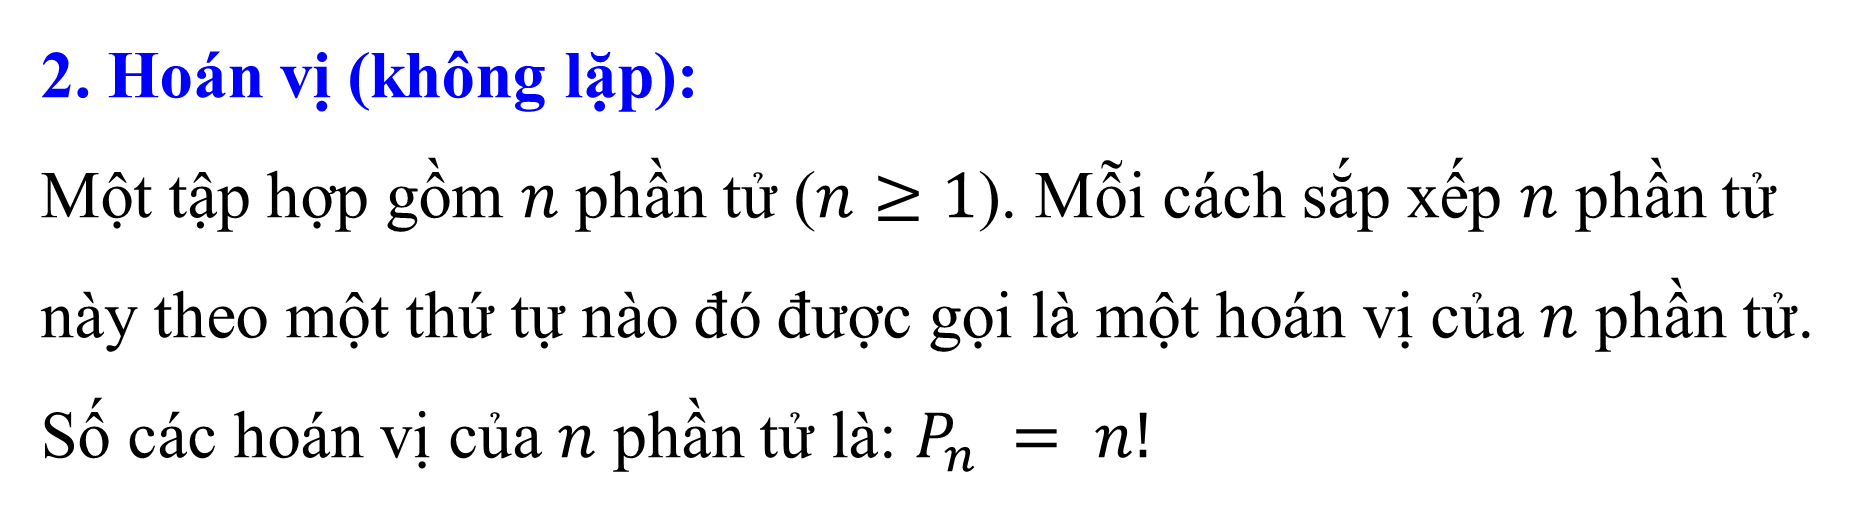 2. Hoán vị (không lặp):
Một tập hợp gồm n phần tử (n ≥ 1). Mỗi cách sắp xếp n phần tử
này theo một thứ tự nào đó được gọi là một hoán vị của n phần tử.
Số các hoán vị của n phần tử là: Pₙ = n!